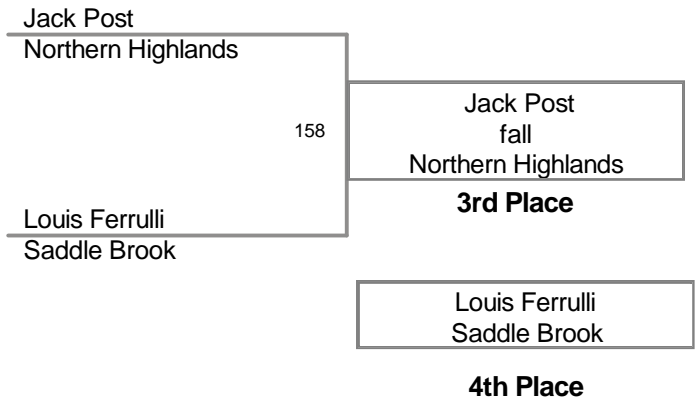 Jack Post
Northern Highlands
158
Jack Post
fall
Northern Highlands
3rd Place
Louis Ferrulli
Saddle Brook
Louis Ferrulli
Saddle Brook
4th Place